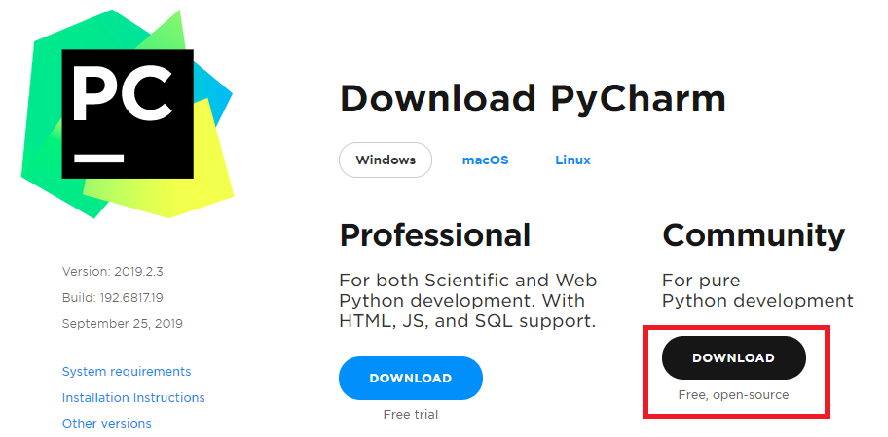 PC
Download PyCharm
Windows
macOS
Linux
Professional
For both Scientific and Web
Python development. With
HTML, JS, and SQL support.
DOWNLOAD
Free trial
Community
For pure
Python development
DOWNLOAD
Free, open-source
Version: 2019.2.3
Build: 192.6817.19
September 25, 2019
System requirements
Installation Instructions
Other versions